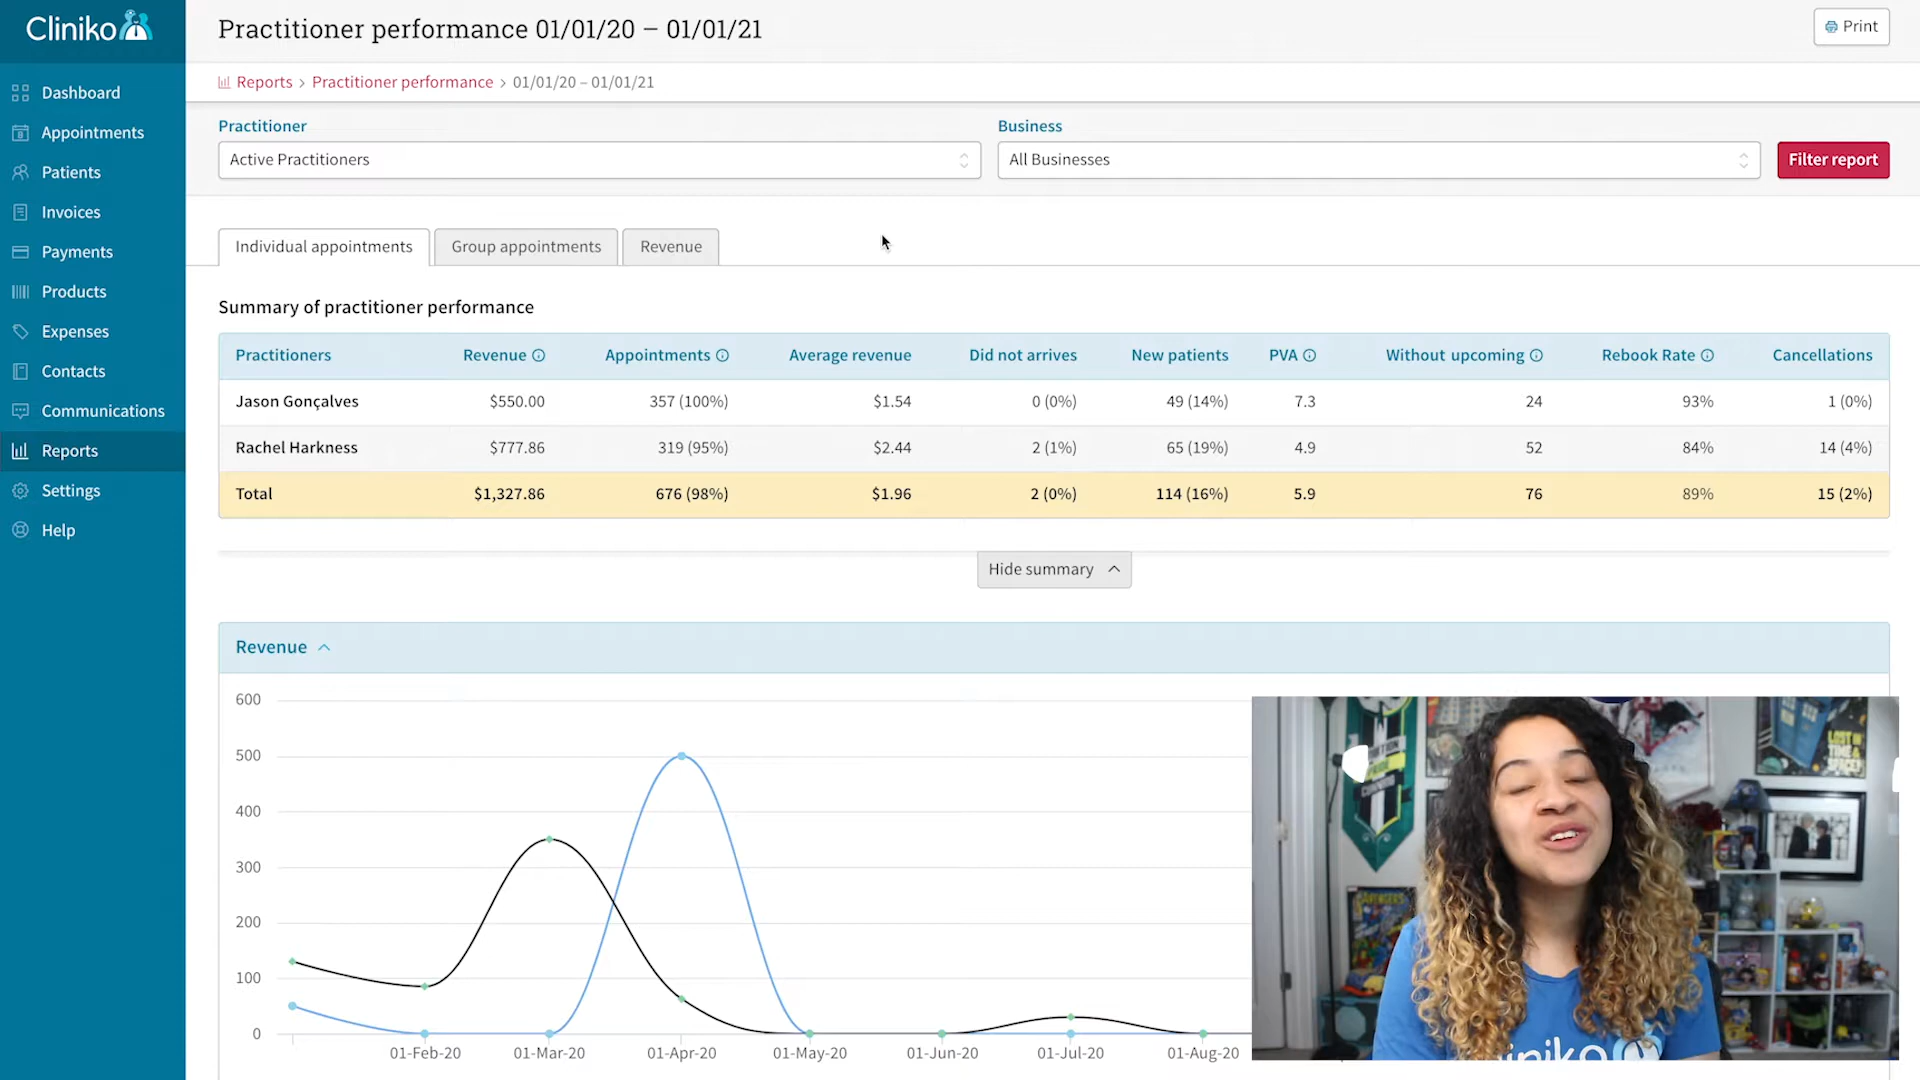 Cliniko
Practitioner performance 01/01/20 – 01/01/21
Print
Reports › Practitioner performance › 01/01/20 – 01/01/21
Dashboard
Appointments
Patients
Invoices
Payments
Products
Expenses
Contacts
Communications
Reports
Settings
Help
Practitioner Business
Active Practitioners All Businesses Filter report
Individual appointments Group appointments Revenue
Summary of practitioner performance
Practitioners Revenue Appointments Average revenue Did not arrives New patients PVA Without upcoming Rebook Rate Cancellations
Jason Gonçalves $550.00 357 (100%) $1.54 0 (0%) 49 (14%) 7.3 24 93% 1 (0%)
Rachel Harkness $777.86 319 (95%) $2.44 2 (1%) 65 (19%) 4.9 52 84% 14 (4%)
Total $1,327.86 676 (98%) $1.96 2 (0%) 114 (16%) 5.9 76 89% 15 (2%)
Hide summary
Revenue
600
500
400
300
200
100
0
01-Feb-20 01-Mar-20 01-Apr-20 01-May-20 01-Jun-20 01-Jul-20 01-Aug-20
LOST IN
TIME &
SPACE!
AVENGERS
iniko